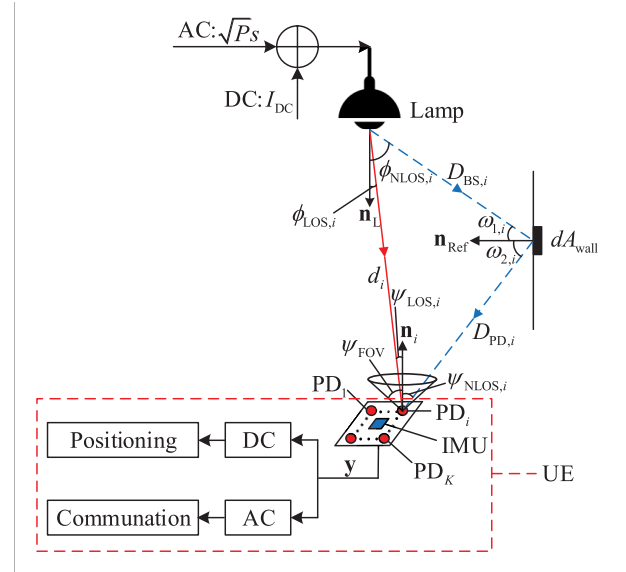 AC: √Ps
DC: I_DC
Lamp
ϕ_NLOS,i
D_BS,i
ϕ_LOS,i
n_L
ω_1,i
n_Ref
ω_2,i
dA_wall
d_i
ψ_LOS,i
n_i
D_PD,i
ψ_FOV
ψ_NLOS,i
PD_1
PD_i
IMU
PD_K
Positioning
DC
y
UE
Communation
AC